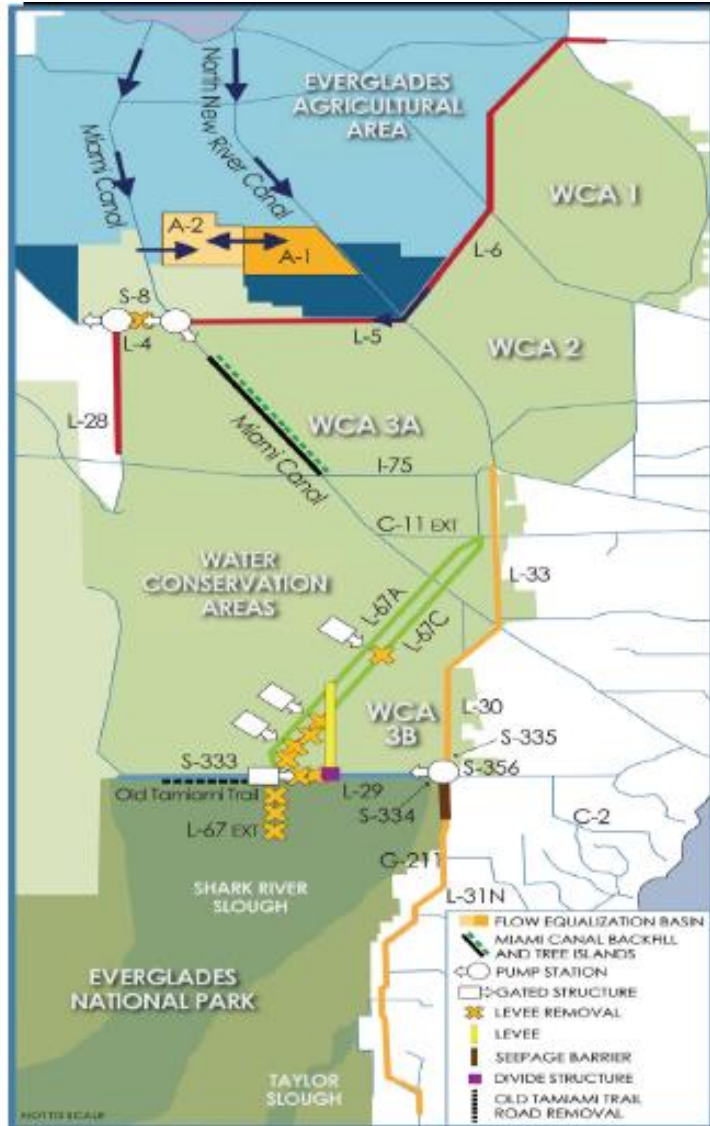 EVERGLADES
AGRICULTURAL
AREA
North New River Canal
Miami Canal
WCA 1
A-2
A-1
L-6
S-8
L-5
L-4
WCA 2
L-28
WCA 3A
Miami Canal
I-75
C-11 EXT
WATER
CONSERVATION
AREAS
L-33
L-67A
L-67C
WCA
3B
L-30
S-335
S-333
S-356
Old Tamiami Trail
L-29
S-334
L-67 EXT
C-2
G-211
SHARK RIVER
SLOUGH
L-31N
EVERGLADES
NATIONAL PARK
TAYLOR
SLOUGH
FLOW EQUALIZATION BASIN
MIAMI CANAL BACKFILL
AND TREE ISLANDS
PUMP STATION
GATED STRUCTURE
LEVEE REMOVAL
LEVEE
SEEPAGE BARRIER
DIVIDE STRUCTURE
OLD TAMIAMI TRAIL
ROAD REMOVAL
NOT TO SCALE